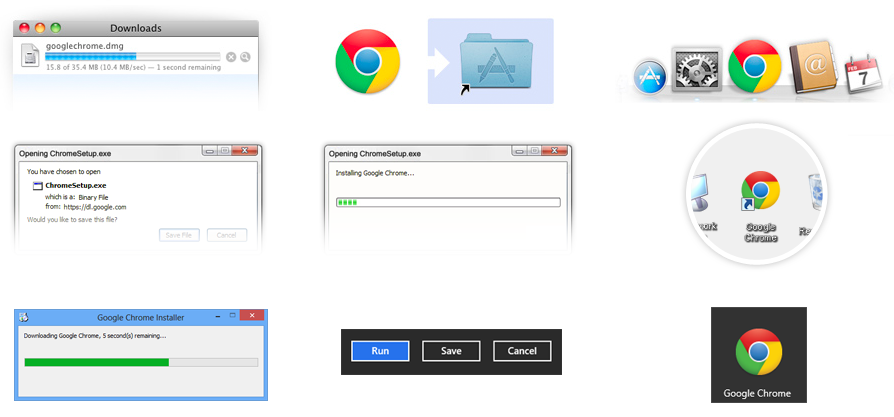 Downloads
googlechrome.dmg
15.8 of 35.4 MB (10.4 MB/sec) — 1 second remaining
@
FEB
7
Opening ChromeSetup.exe
You have chosen to open
ChromeSetup.exe
which is a: Binary File
from: https://dl.google.com
Would you like to save this file?
Save File
Cancel
Opening ChromeSetup.exe
Installing Google Chrome...
ork
Google
Chrome
Re
Google Chrome Installer
Downloading Google Chrome, 5 second(s) remaining...
Run
Save
Cancel
Google Chrome